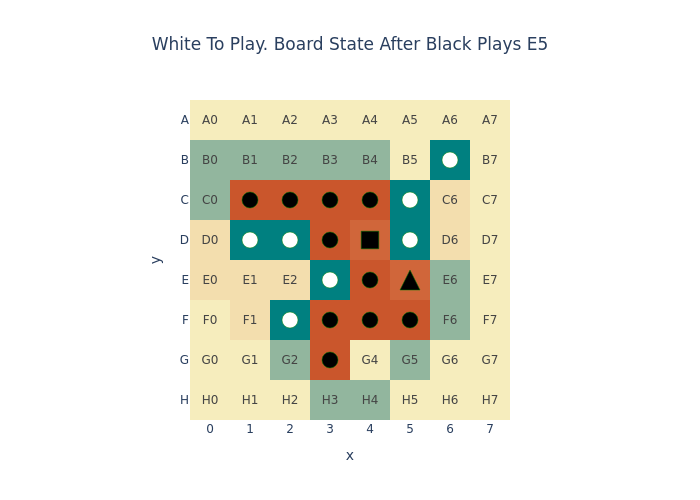 White To Play. Board State After Black Plays E5
A A0 A1 A2 A3 A4 A5 A6 A7
B B0 B1 B2 B3 B4 B5 B7
C C0 C6 C7
D D0 D6 D7
E E0 E1 E2 E6 E7
F F0 F1 F6 F7
G G0 G1 G2 G4 G5 G6 G7
H H0 H1 H2 H3 H4 H5 H6 H7
0 1 2 3 4 5 6 7
x
y